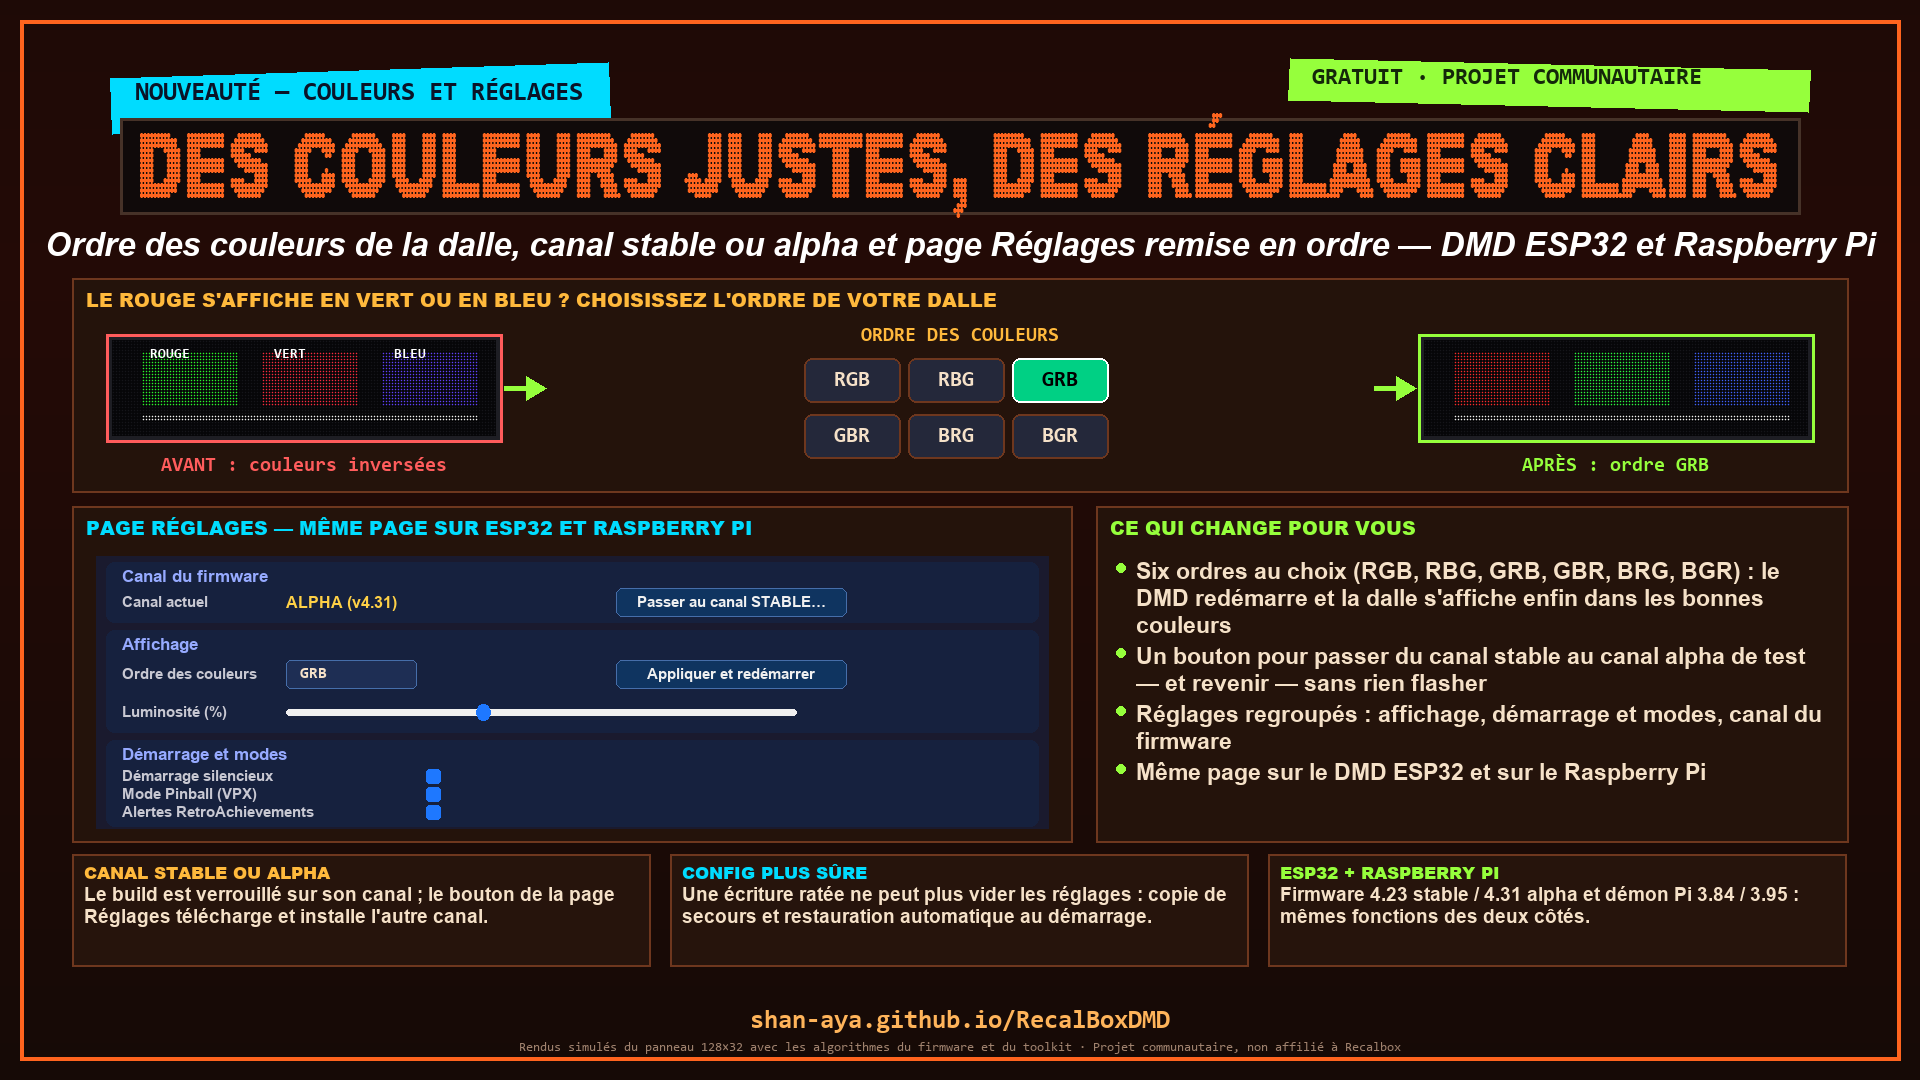 NOUVEAUTÉ — COULEURS ET RÉGLAGES
GRATUIT · PROJET COMMUNAUTAIRE
DES COULEURS JUSTES, DES RÉGLAGES CLAIRS
Ordre des couleurs de la dalle, canal stable ou alpha et page Réglages remise en ordre — DMD ESP32 et Raspberry Pi
LE ROUGE S'AFFICHE EN VERT OU EN BLEU ? CHOISISSEZ L'ORDRE DE VOTRE DALLE
ROUGE VERT BLEU
AVANT : couleurs inversées
ORDRE DES COULEURS
RGB RBG GRB
GBR BRG BGR
APRÈS : ordre GRB
PAGE RÉGLAGES — MÊME PAGE SUR ESP32 ET RASPBERRY PI
Canal du firmware
Canal actuel ALPHA (v4.31) Passer au canal STABLE...
Affichage
Ordre des couleurs GRB Appliquer et redémarrer
Luminosité (%)
Démarrage et modes
Démarrage silencieux
Mode Pinball (VPX)
Alertes RetroAchievements
CE QUI CHANGE POUR VOUS
Six ordres au choix (RGB, RBG, GRB, GBR, BRG, BGR) : le
DMD redémarre et la dalle s'affiche enfin dans les bonnes
couleurs
Un bouton pour passer du canal stable au canal alpha de test
— et revenir — sans rien flasher
Réglages regroupés : affichage, démarrage et modes, canal du
firmware
Même page sur le DMD ESP32 et sur le Raspberry Pi
CANAL STABLE OU ALPHA
Le build est verrouillé sur son canal ; le bouton de la page
Réglages télécharge et installe l'autre canal.
CONFIG PLUS SÛRE
Une écriture ratée ne peut plus vider les réglages : copie de
secours et restauration automatique au démarrage.
ESP32 + RASPBERRY PI
Firmware 4.23 stable / 4.31 alpha et démon Pi 3.84 / 3.95 :
mêmes fonctions des deux côtés.
shan-aya.github.io/RecalBoxDMD
Rendus simulés du panneau 128×32 avec les algorithmes du firmware et du toolkit · Projet communautaire, non affilié à Recalbox